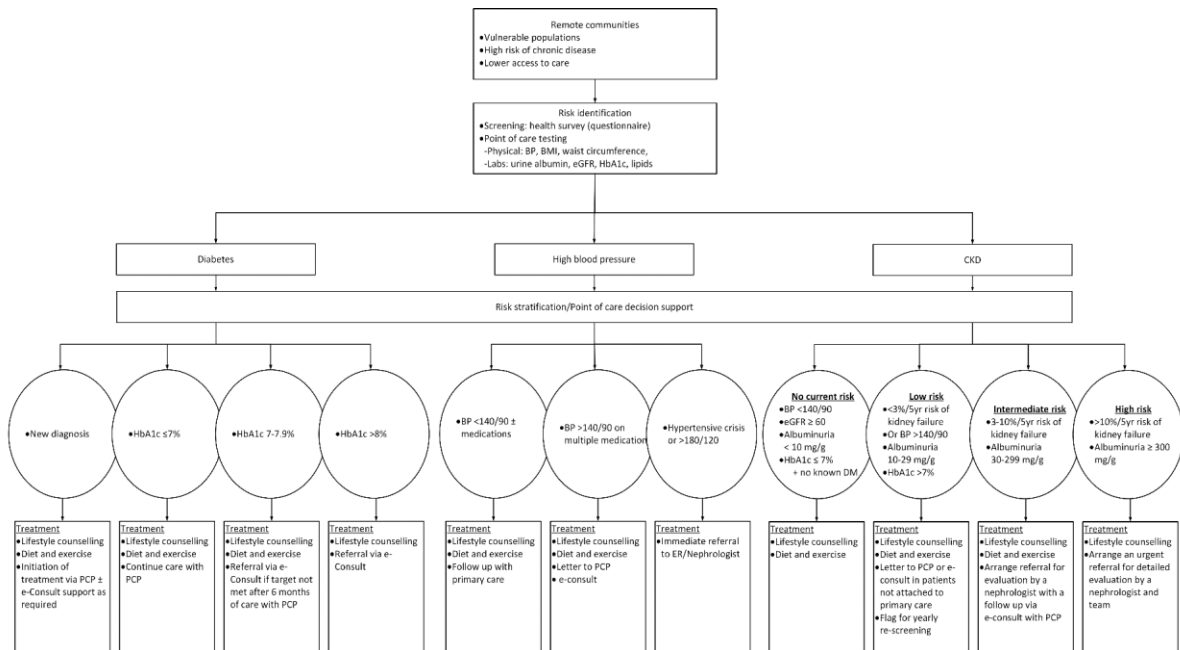 Remote communities
•Vulnerable populations
•High risk of chronic disease
•Lower access to care
Risk identification
•Screening: health survey (questionnaire)
•Point of care testing
-Physical: BP, BMI, waist circumference,
-Labs: urine albumin, eGFR, HbA1c, lipids
Diabetes
High blood pressure
CKD
Risk stratification/Point of care decision support
•New diagnosis
•HbA1c ≤7%
•HbA1c 7-7.9%
•HbA1c >8%
•BP <140/90 ±
medications
•BP >140/90 on
multiple medication
•Hypertensive crisis
or >180/120
No current risk
•BP <140/90
•eGFR ≥ 60
•Albuminuria
< 10 mg/g
•HbA1c ≤ 7%
+ no known DM
Low risk
•<3%/5yr risk of
kidney failure
•Or BP >140/90
•Albuminuria
10-29 mg/g
•HbA1c >7%
Intermediate risk
•3-10%/5yr risk of
kidney failure
•Albuminuria
30-299 mg/g
High risk
•>10%/5yr risk of
kidney failure
•Albuminuria ≥ 300
mg/g
Treatment
•Lifestyle counselling
•Diet and exercise
•Initiation of
treatment via PCP ±
e-Consult support as
required
Treatment
•Lifestyle counselling
•Diet and exercise
•Continue care with
PCP
Treatment
•Lifestyle counselling
•Diet and exercise
•Referral via e-
Consult if target not
met after 6 months
of care with PCP
Treatment
•Lifestyle counselling
•Referral via e-
Consult
Treatment
•Lifestyle counselling
•Diet and exercise
•Follow up with
primary care
Treatment
•Lifestyle counselling
•Diet and exercise
•Letter to PCP
• e-consult
Treatment
•Immediate referral
to ER/Nephrologist
Treatment
•Lifestyle counselling
•Diet and exercise
Treatment
•Lifestyle counselling
•Diet and exercise
•Letter to PCP or e-
consult in patients
not attached to
primary care
•Flag for yearly
re-screening
Treatment
•Lifestyle counselling
•Diet and exercise
•Arrange referral for
evaluation by a
nephrologist with a
follow up via
e-consult with PCP
Treatment
•Lifestyle counselling
•Arrange an urgent
referral for detailed
evaluation by a
nephrologist and
team